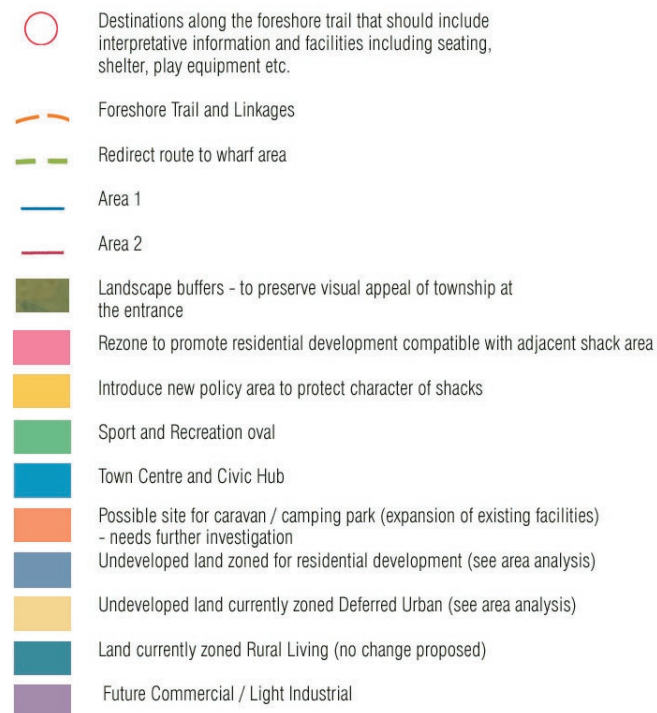 Destinations along the foreshore trail that should include
interpretative information and facilities including seating,
shelter, play equipment etc.
Foreshore Trail and Linkages
Redirect route to wharf area
Area 1
Area 2
Landscape buffers - to preserve visual appeal of township at
the entrance
Rezone to promote residential development compatible with adjacent shack area
Introduce new policy area to protect character of shacks
Sport and Recreation oval
Town Centre and Civic Hub
Possible site for caravan / camping park (expansion of existing facilities)
- needs further investigation
Undeveloped land zoned for residential development (see area analysis)
Undeveloped land currently zoned Deferred Urban (see area analysis)
Land currently zoned Rural Living (no change proposed)
Future Commercial / Light Industrial